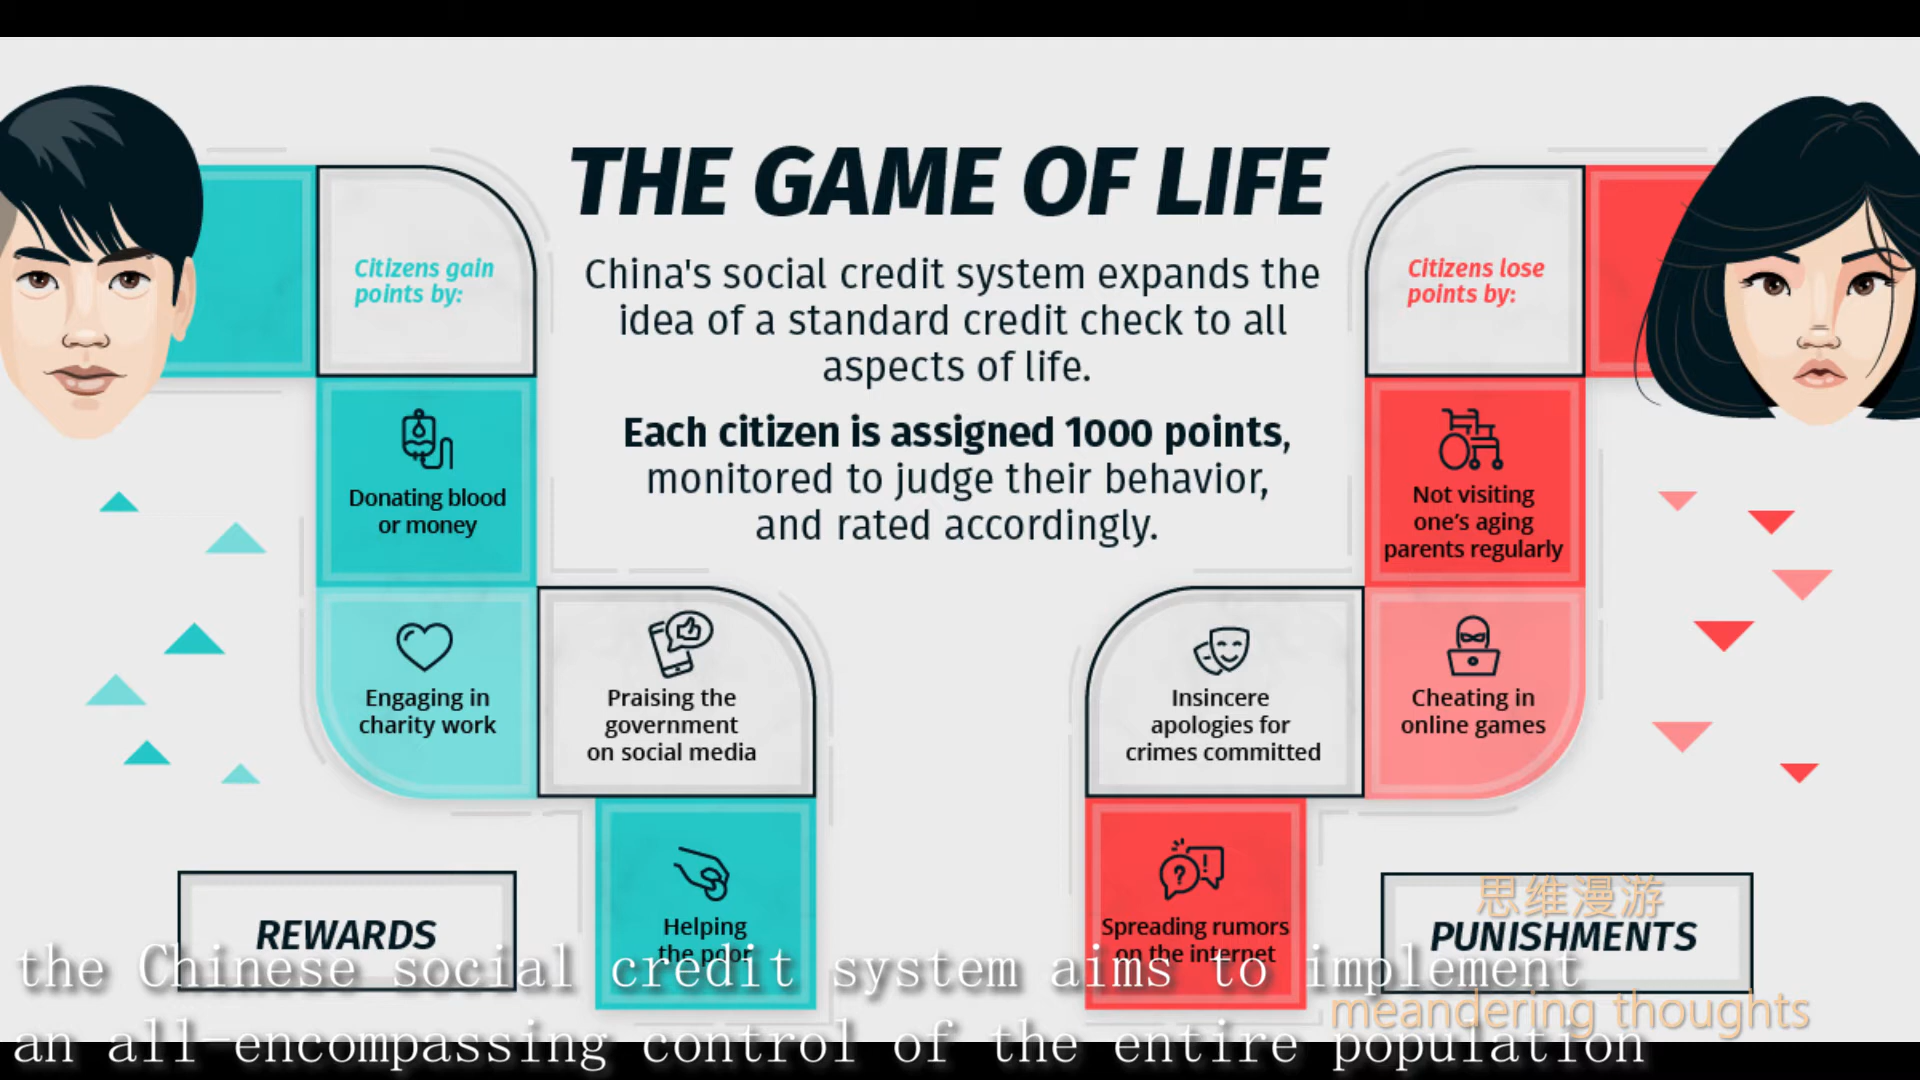 THE GAME OF LIFE
China's social credit system expands the
idea of a standard credit check to all
aspects of life.
Each citizen is assigned 1000 points,
monitored to judge their behavior,
and rated accordingly.
Citizens gain
points by:
Donating blood
or money
Engaging in
charity work
Praising the
government
on social media
Helping
the poor
REWARDS
Citizens lose
points by:
Not visiting
one's aging
parents regularly
Insincere
apologies for
crimes committed
Cheating in
online games
Spreading rumors
on the internet
PUNISHMENTS
思维漫游
meandering thoughts
the Chinese social credit system aims to implement
an all-encompassing control of the entire population